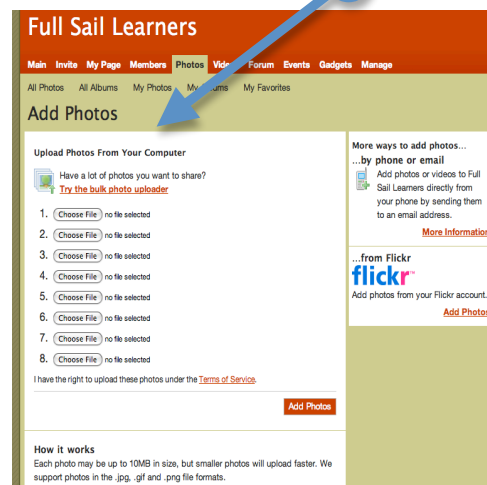 Full Sail Learners
Main Invite My Page Members Photos Videos Forum Events Gadgets Manage
All Photos All Albums My Photos My Albums My Favorites
Add Photos
Upload Photos From Your Computer
Have a lot of photos you want to share?
Try the bulk photo uploader
1. Choose File no file selected
2. Choose File no file selected
3. Choose File no file selected
4. Choose File no file selected
5. Choose File no file selected
6. Choose File no file selected
7. Choose File no file selected
8. Choose File no file selected
I have the right to upload these photos under the Terms of Service.
Add Photos
How it works
Each photo may be up to 10MB in size, but smaller photos will upload faster. We
support photos in the .jpg, .gif and .png file formats.
More ways to add photos...
...by phone or email
Add photos or videos to Full
Sail Learners directly from
your phone by sending them
to an email address.
More Information
...from Flickr
flickr™
Add photos from your Flickr account.
Add Photos